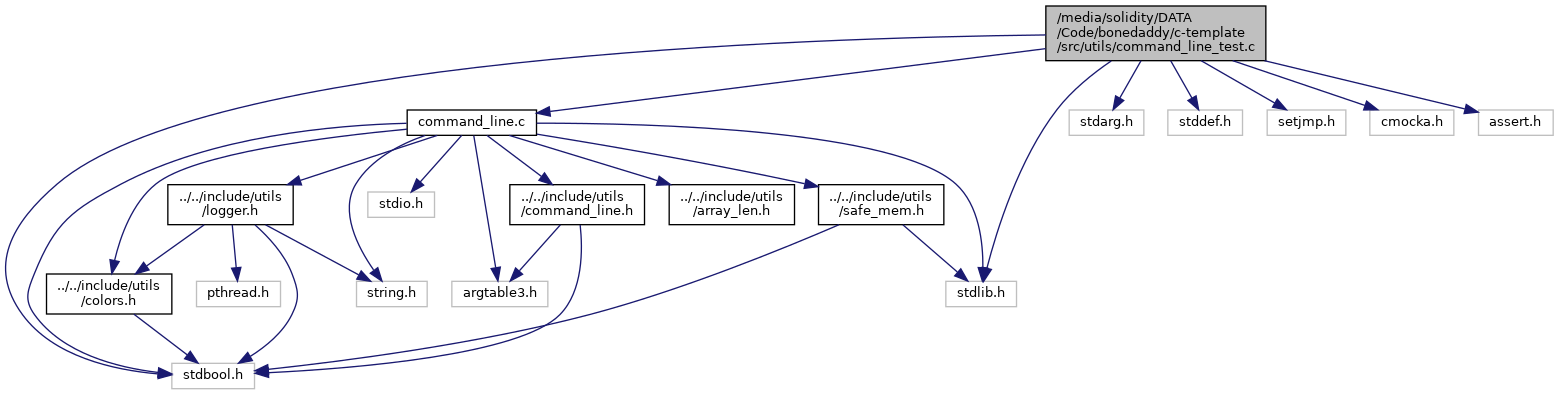 /media/solidity/DATA
/Code/bonedaddy/c-template
/src/utils/command_line_test.c
command_line.c
stdarg.h
stddef.h
setjmp.h
cmocka.h
assert.h
../../include/utils
/logger.h
stdio.h
../../include/utils
/command_line.h
../../include/utils
/array_len.h
../../include/utils
/safe_mem.h
../../include/utils
/colors.h
pthread.h
string.h
argtable3.h
stdlib.h
stdbool.h